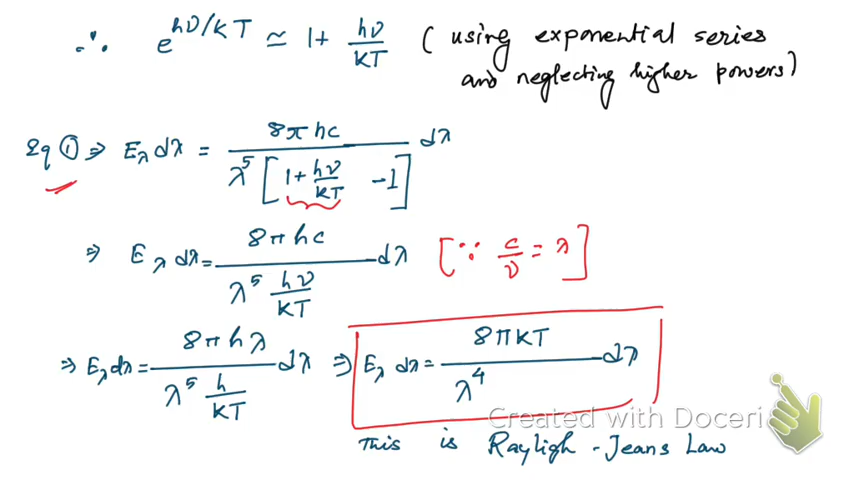 ∴ e^{hν/KT} ≃ 1 + hν/KT (using exponential series
and neglecting higher powers)
Eq ① ⇒ E_λ dλ = 8πhc / λ⁵ [1 + hν/KT - 1] dλ
⇒ E_λ dλ = 8πhc / (λ⁵ hν/KT) dλ [∵ c/ν = λ]
⇒ E_λ dλ = 8πhλ / (λ⁵ h/KT) dλ ⇒ E_λ dλ = 8πKT / λ⁴ dλ
Created with Doceri
This is Rayligh - Jeans Law